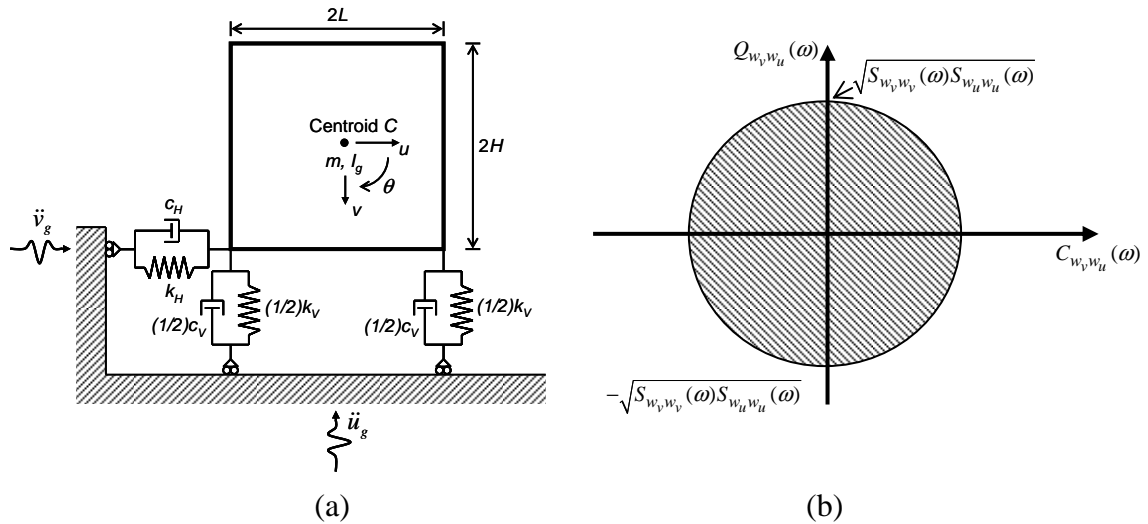 2L
2H
Centroid C
u
m, I_g
θ
v
v̈_g
c_H
k_H
(1/2)c_V
(1/2)k_V
(1/2)c_V
(1/2)k_V
ü_g
(a)
Q_{w_v w_u}(ω)
√(S_{w_v w_v}(ω)S_{w_u w_u}(ω))
C_{w_v w_u}(ω)
−√(S_{w_v w_v}(ω)S_{w_u w_u}(ω))
(b)